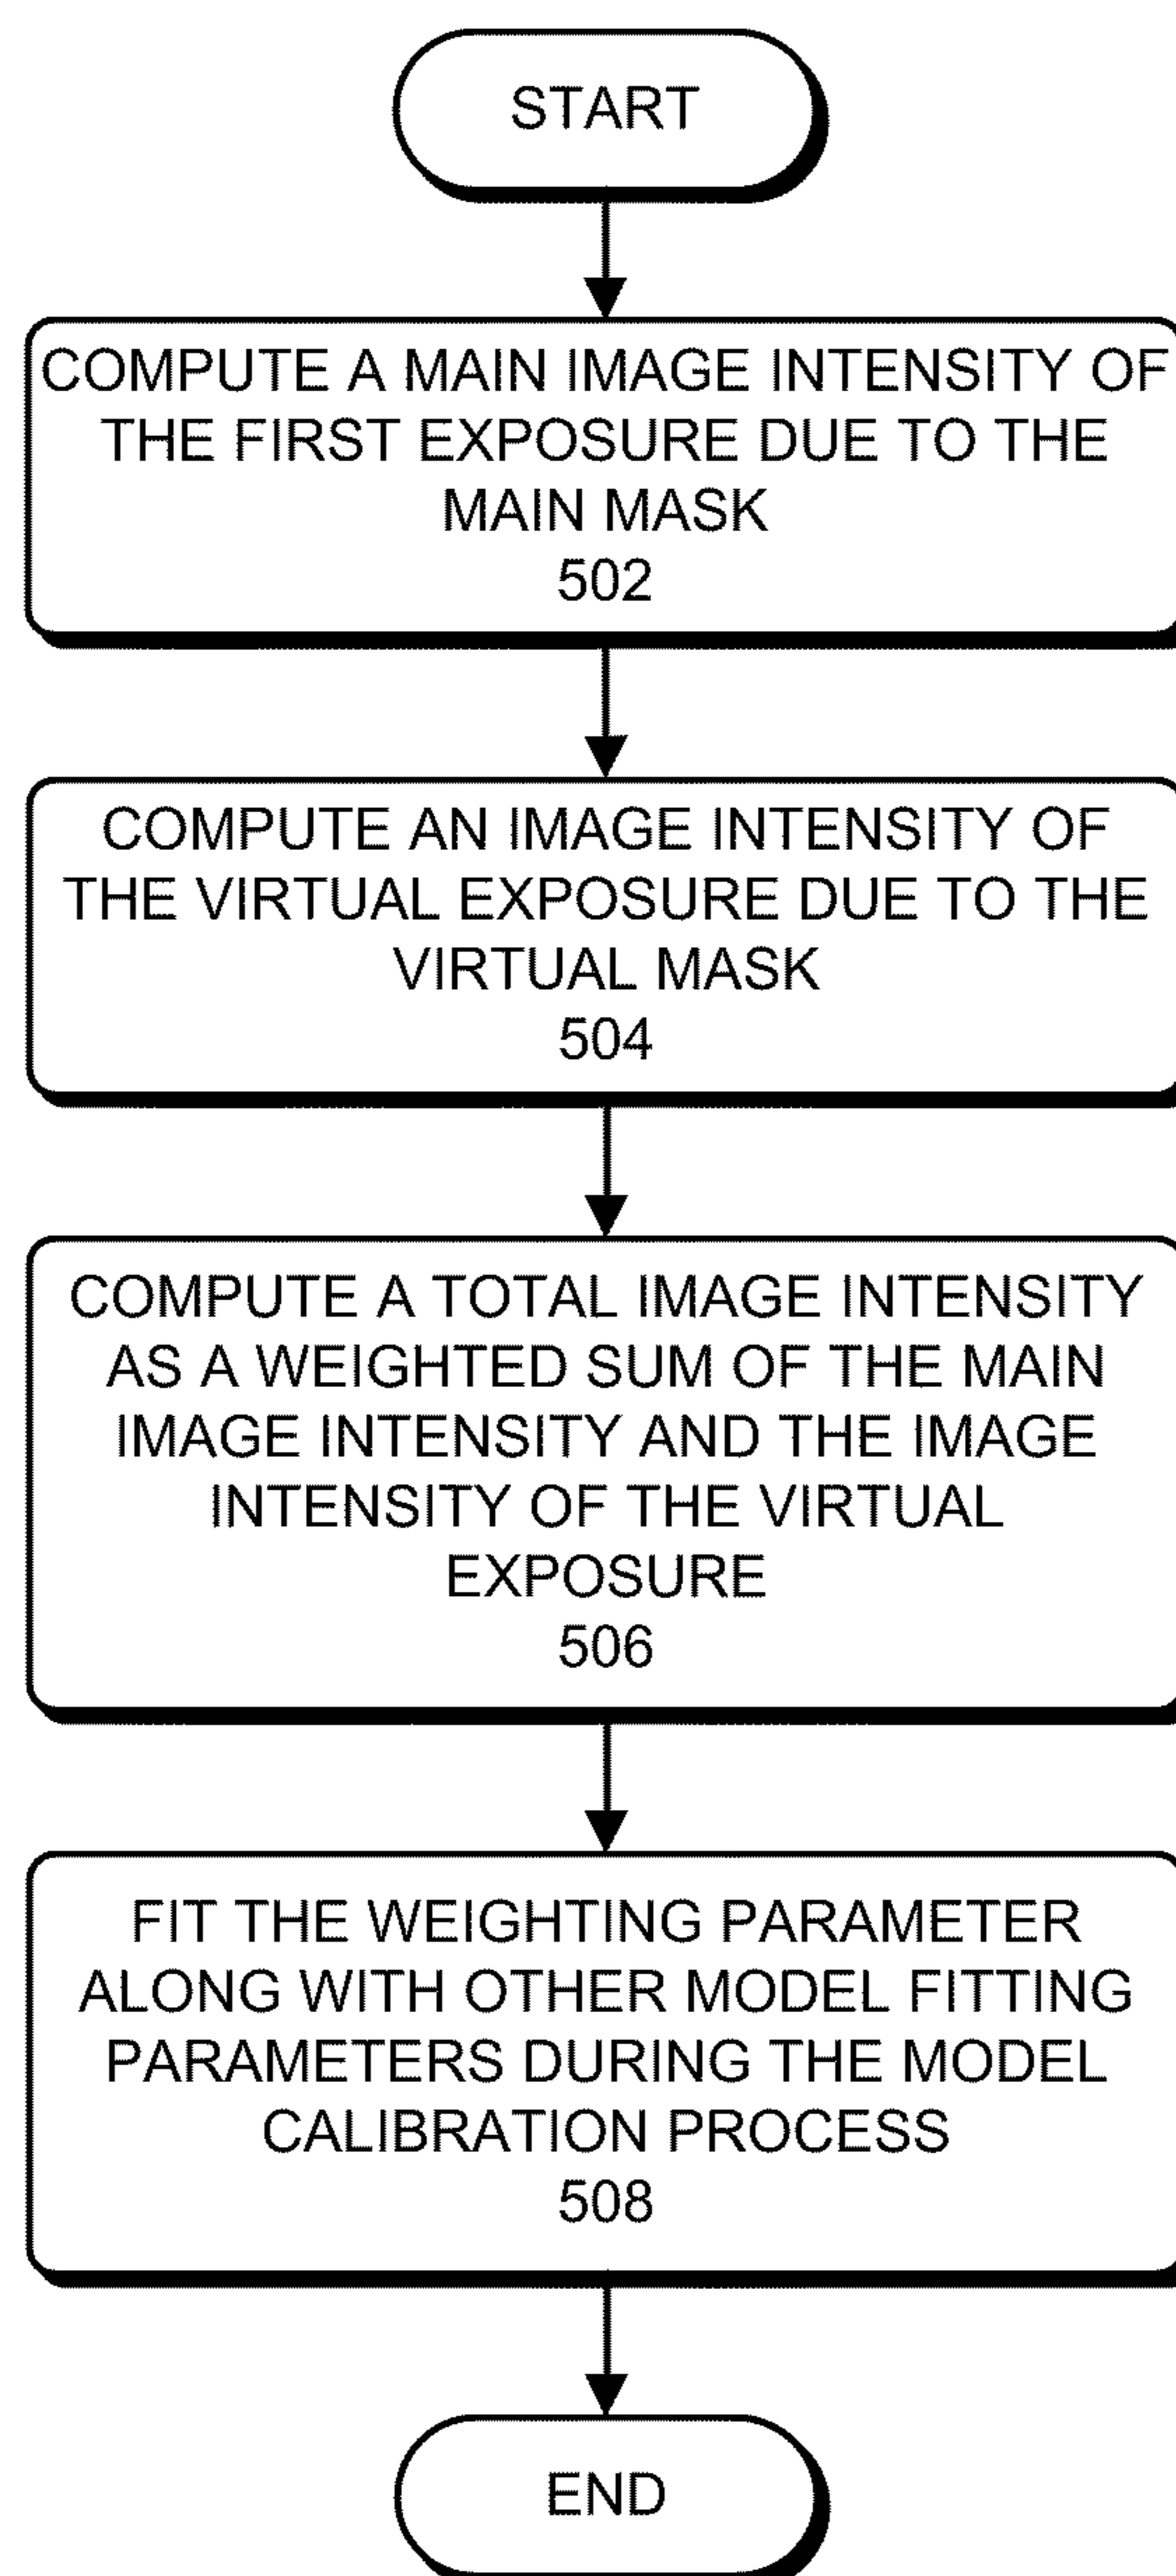 START
COMPUTE A MAIN IMAGE INTENSITY OF
THE FIRST EXPOSURE DUE TO THE
MAIN MASK
502
COMPUTE AN IMAGE INTENSITY OF
THE VIRTUAL EXPOSURE DUE TO THE
VIRTUAL MASK
504
COMPUTE A TOTAL IMAGE INTENSITY
AS A WEIGHTED SUM OF THE MAIN
IMAGE INTENSITY AND THE IMAGE
INTENSITY OF THE VIRTUAL
EXPOSURE
506
FIT THE WEIGHTING PARAMETER
ALONG WITH OTHER MODEL FITTING
PARAMETERS DURING THE MODEL
CALIBRATION PROCESS
508
END